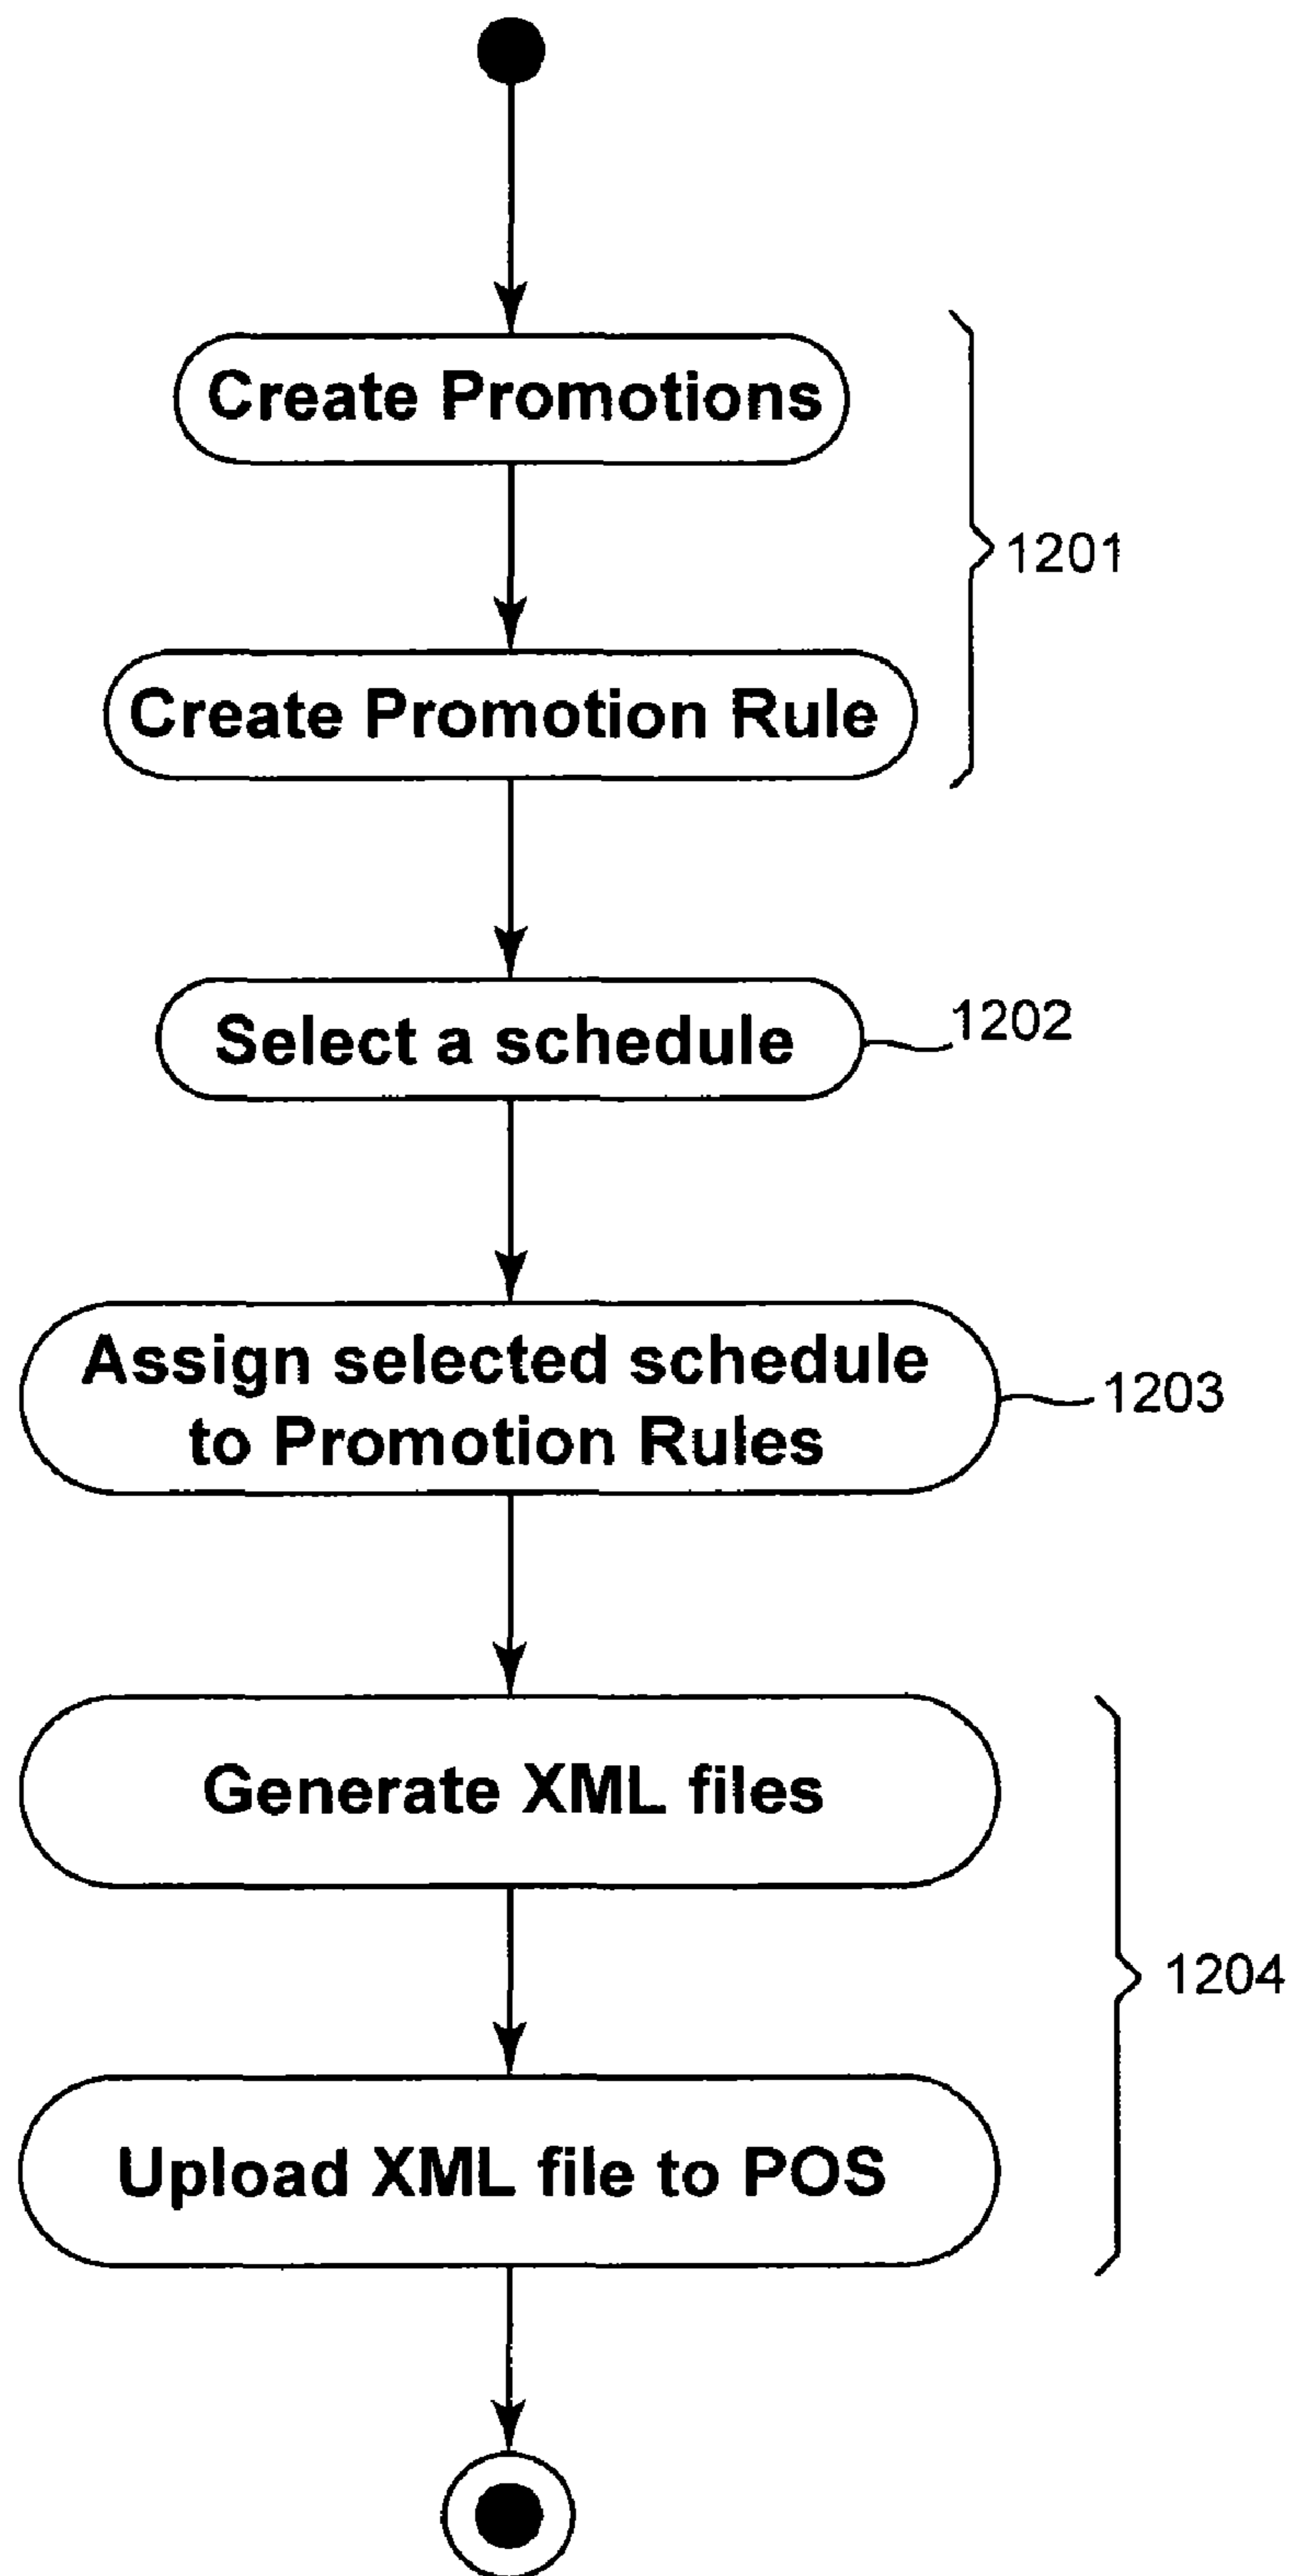 Create Promotions
1201
Create Promotion Rule
Select a schedule
1202
Assign selected schedule
to Promotion Rules
1203
Generate XML files
1204
Upload XML file to POS